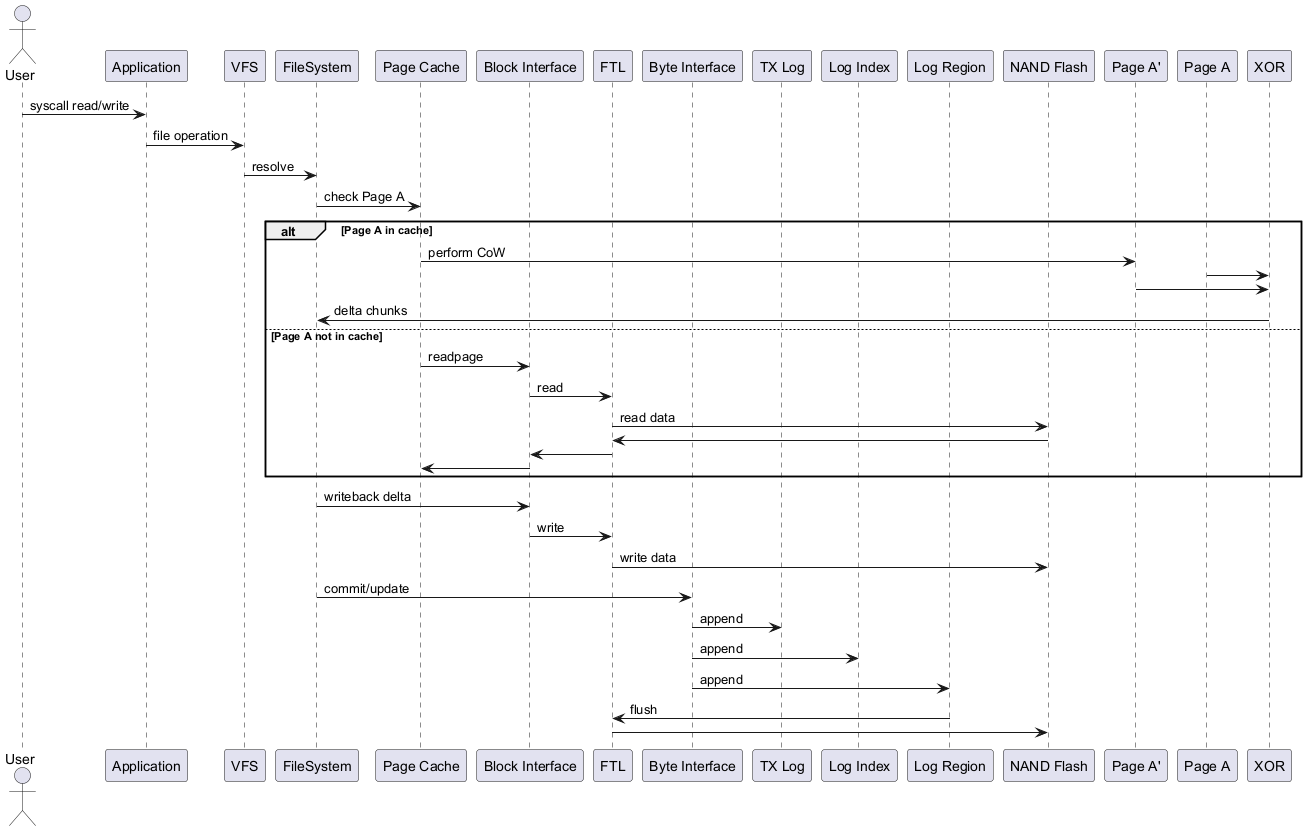 User
Application
VFS
FileSystem
Page Cache
Block Interface
FTL
Byte Interface
TX Log
Log Index
Log Region
NAND Flash
Page A'
Page A
XOR
syscall read/write
file operation
resolve
check Page A
alt [Page A in cache]
perform CoW
delta chunks
[Page A not in cache]
readpage
read
read data
writeback delta
write
write data
commit/update
append
append
append
flush
User
Application
VFS
FileSystem
Page Cache
Block Interface
FTL
Byte Interface
TX Log
Log Index
Log Region
NAND Flash
Page A'
Page A
XOR